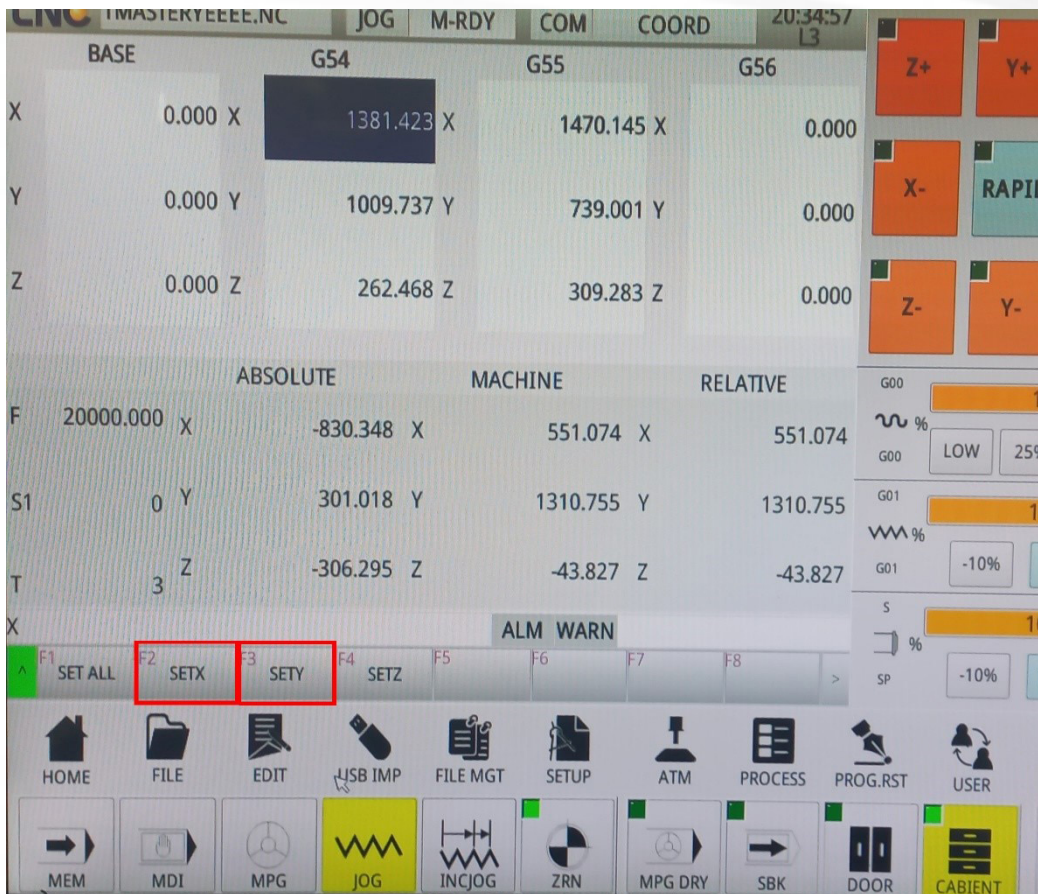 CNC TMASTERYEEEE.NC JOG M-RDY COM COORD 20:34:57
L3
BASE G54 G55 G56
X 0.000 X 1381.423 X 1470.145 X 0.000
Y 0.000 Y 1009.737 Y 739.001 Y 0.000
Z 0.000 Z 262.468 Z 309.283 Z 0.000
ABSOLUTE MACHINE RELATIVE
F 20000.000 X -830.348 X 551.074 X 551.074
S1 0 Y 301.018 Y 1310.755 Y 1310.755
T 3 Z -306.295 Z -43.827 Z -43.827
X ALM WARN
^ F1 SET ALL F2 SETX F3 SETY F4 SETZ F5 F6 F7 F8 >
HOME FILE EDIT USB IMP FILE MGT SETUP ATM PROCESS PROG.RST USER
MEM MDI MPG JOG INCJOG ZRN MPG DRY SBK DOOR CABIENT
Z+ Y+
X-
Z- Y-
G00
%
G00 LOW
G01
%
G01 -10%
S
%
SP -10%